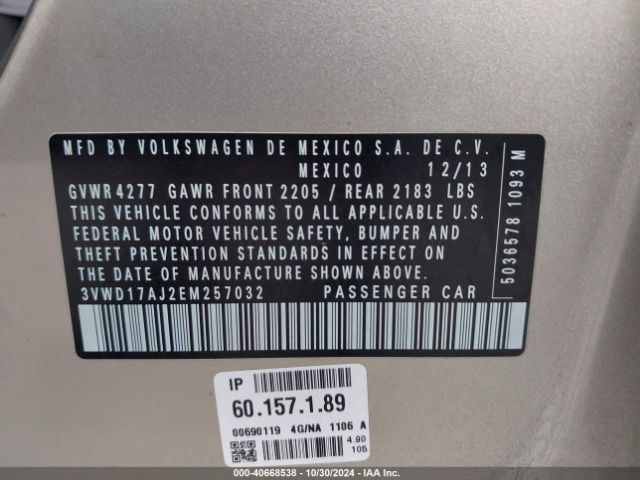 MFD BY VOLKSWAGEN DE MEXICO S.A. DE C.V.
MEXICO 12/13
GVWR 4277 GAWR FRONT 2205 / REAR 2183 LBS
THIS VEHICLE CONFORMS TO ALL APPLICABLE U.S.
FEDERAL MOTOR VEHICLE SAFETY, BUMPER AND
THEFT PREVENTION STANDARDS IN EFFECT ON
THE DATE OF MANUFACTURE SHOWN ABOVE.
3VWD17AJ2EM257032 PASSENGER CAR
5036578 1093 M
IP
60.157.1.89
00690119 4G/NA 1106 A
4.90
106
000-40668538 - 10/30/2024 - IAA Inc.